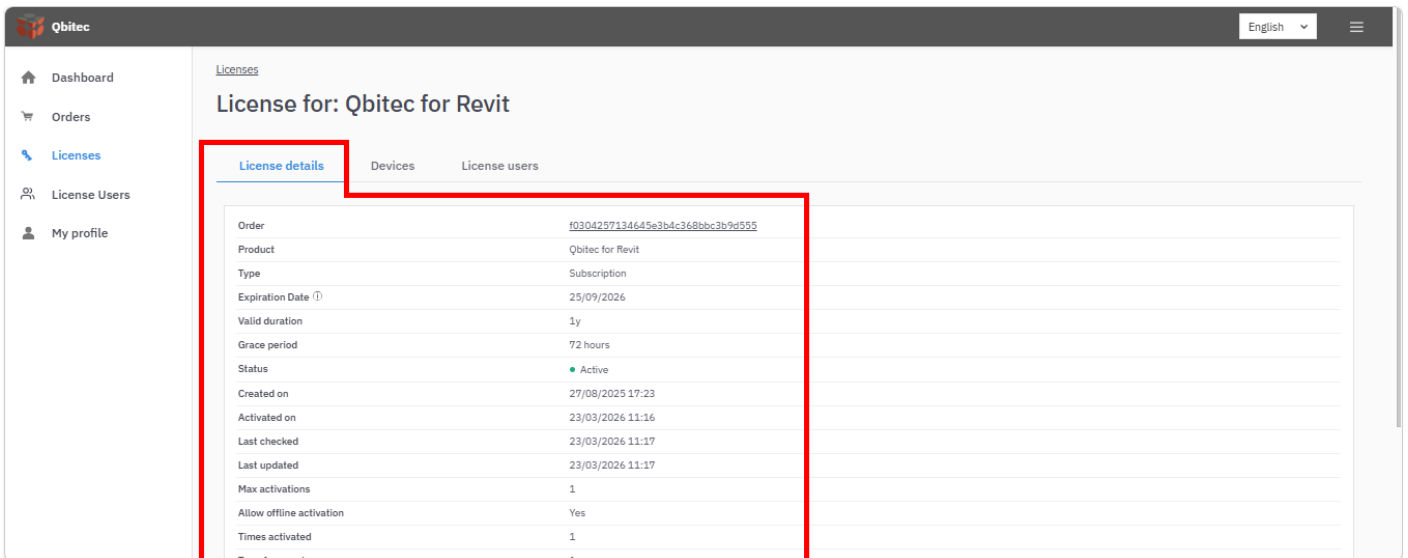 Qbitec
English
Dashboard
Orders
Licenses
License Users
My profile
Licenses
License for: Qbitec for Revit
License details Devices License users
Order f0304257134645e3b4c368bbc3b9d555
Product Qbitec for Revit
Type Subscription
Expiration Date ⓘ 25/09/2026
Valid duration 1y
Grace period 72 hours
Status Active
Created on 27/08/2025 17:23
Activated on 23/03/2026 11:16
Last checked 23/03/2026 11:17
Last updated 23/03/2026 11:17
Max activations 1
Allow offline activation Yes
Times activated 1